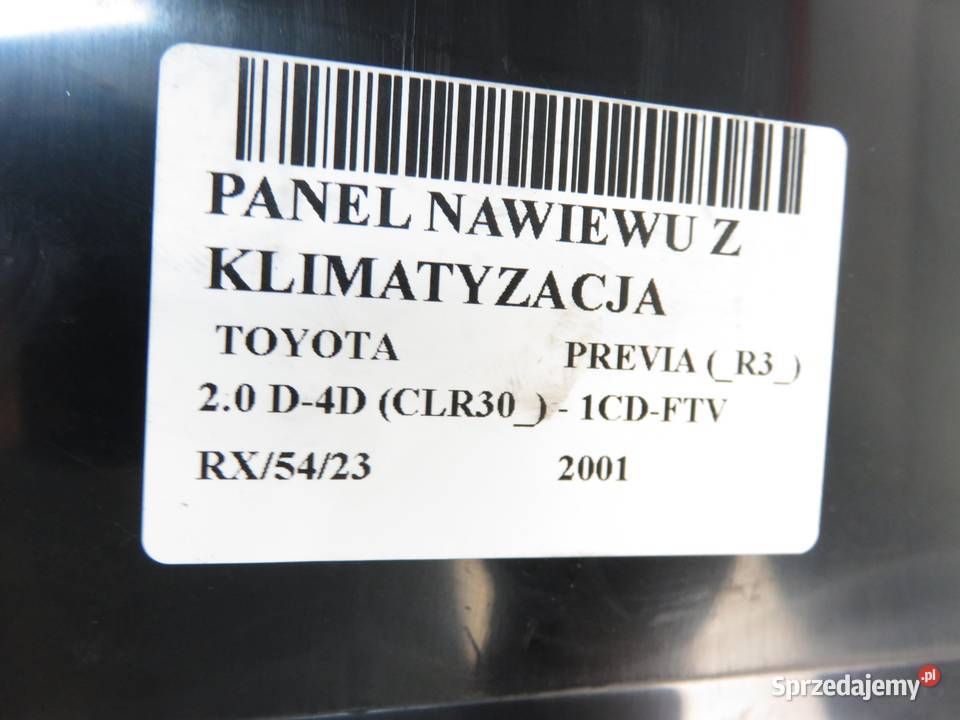 PANEL NAWIEWU Z
KLIMATYZACJA
TOYOTA PREVIA (_R3_)
2.0 D-4D (CLR30_) - 1CD-FTV
RX/54/23 2001
Sprzedajemy.pl